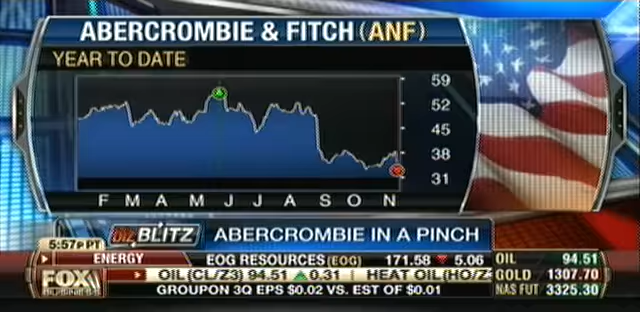 ABERCROMBIE & FITCH (ANF)
YEAR TO DATE
59
52
45
38
31
F M A M J J A S O N
BIZ BLITZ
ABERCROMBIE IN A PINCH
5:57P PT
ENERGY
EOG RESOURCES (EOG) 171.58 ▼ 5.06
OIL 94.51
FOX
OIL (CL/Z3) 94.51 ▲ 0.31 HEAT OIL (HO/Z
GOLD 1307.70
GROUPON 3Q EPS $0.02 VS. EST OF $0.01
NAS FUT 3325.30